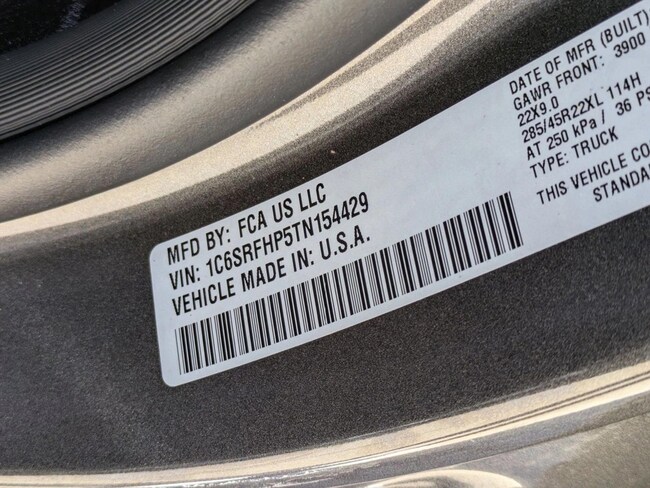 MFD BY: FCA US LLC
VIN: 1C6SRFHP5TN154429
VEHICLE MADE IN: U.S.A.
DATE OF MFR (BUILT)
GAWR FRONT: 3900
22X9.0
285/45R22XL 114H
AT 250 kPa / 36 PS
TYPE: TRUCK
THIS VEHICLE CO
STANDA